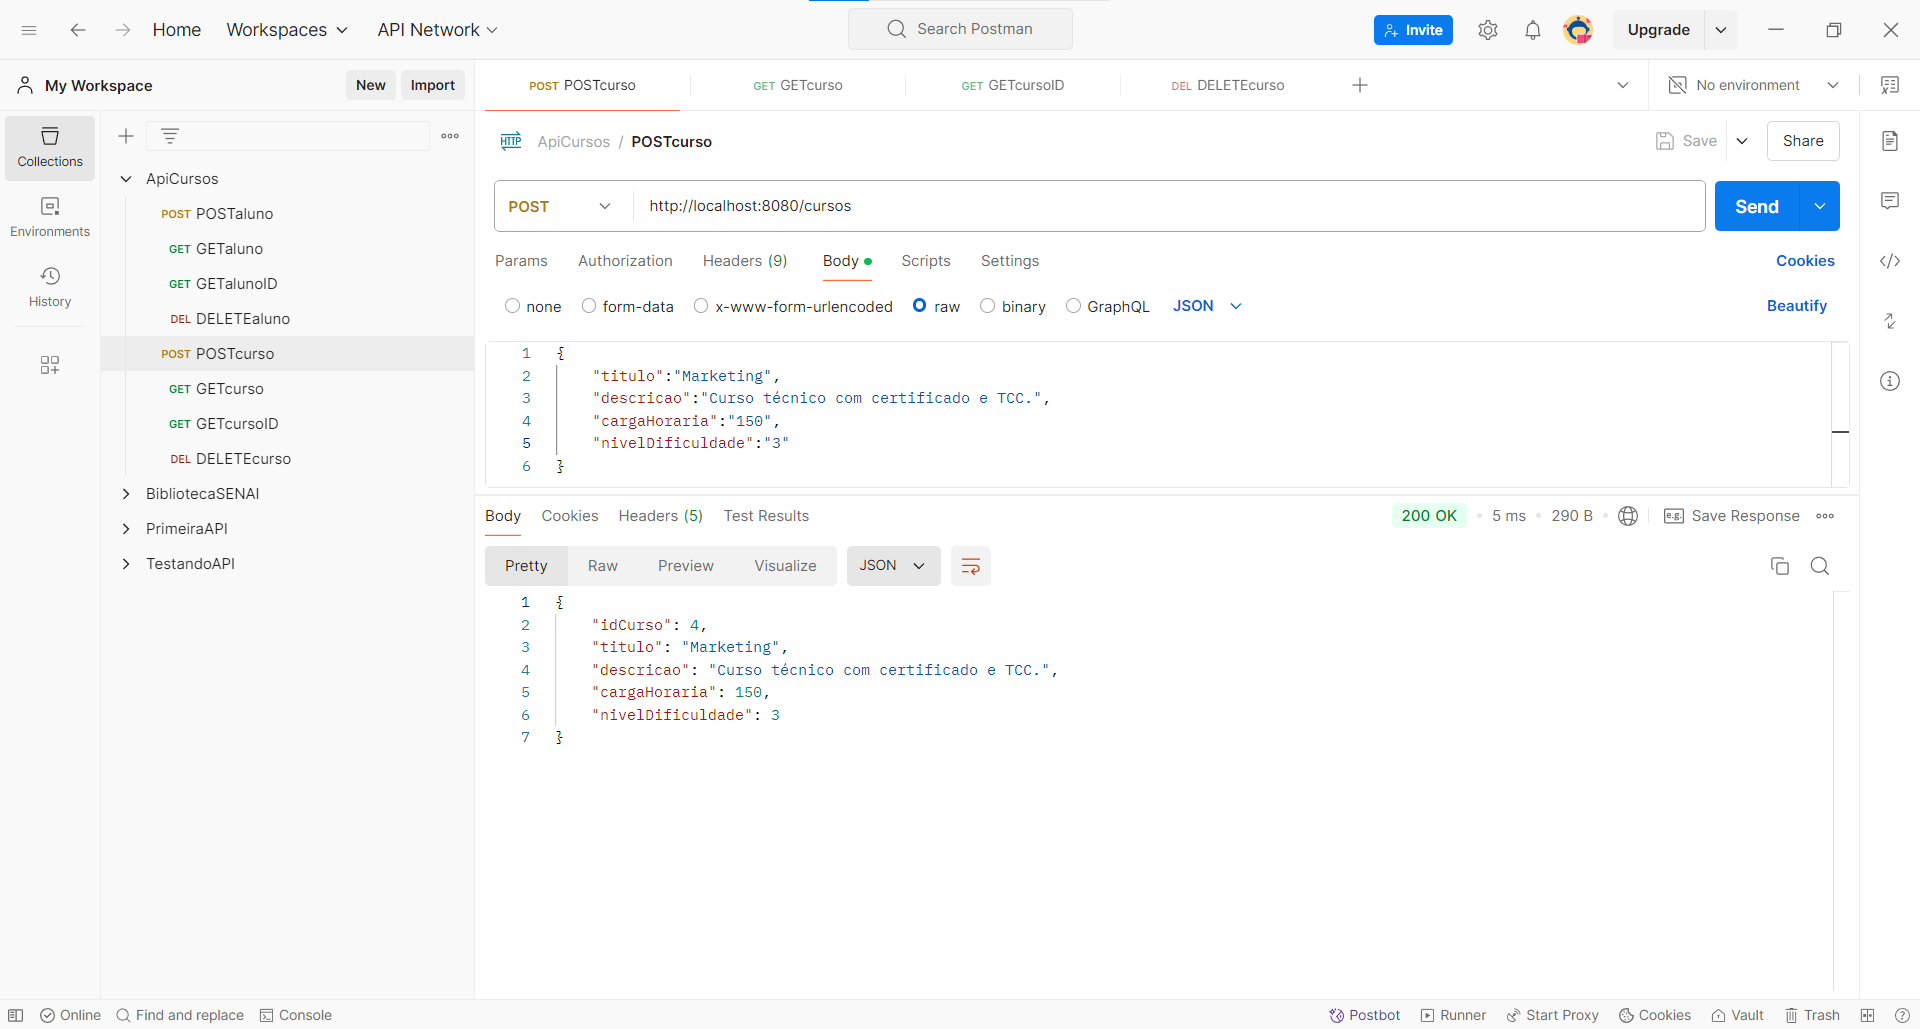 Home Workspaces API Network Search Postman Invite Upgrade
My Workspace New Import
POST POSTcurso GET GETcurso GET GETcursoID DEL DELETEcurso No environment
Collections
Environments
History
ApiCursos
POST POSTaluno
GET GETaluno
GET GETalunoID
DEL DELETEaluno
POST POSTcurso
GET GETcurso
GET GETcursoID
DEL DELETEcurso
BibliotecaSENAI
PrimeiraAPI
TestandoAPI
HTTP ApiCursos / POSTcurso Save Share
POST http://localhost:8080/cursos Send
Params Authorization Headers (9) Body Scripts Settings Cookies
none form-data x-www-form-urlencoded raw binary GraphQL JSON Beautify
1 {
2 "titulo":"Marketing",
3 "descricao":"Curso técnico com certificado e TCC.",
4 "cargaHoraria":"150",
5 "nivelDificuldade":"3"
6 }
Body Cookies Headers (5) Test Results 200 OK 5 ms 290 B e.g. Save Response
Pretty Raw Preview Visualize JSON
1 {
2 "idCurso": 4,
3 "titulo": "Marketing",
4 "descricao": "Curso técnico com certificado e TCC.",
5 "cargaHoraria": 150,
6 "nivelDificuldade": 3
7 }
Online Find and replace Console Postbot Runner Start Proxy Cookies Vault Trash